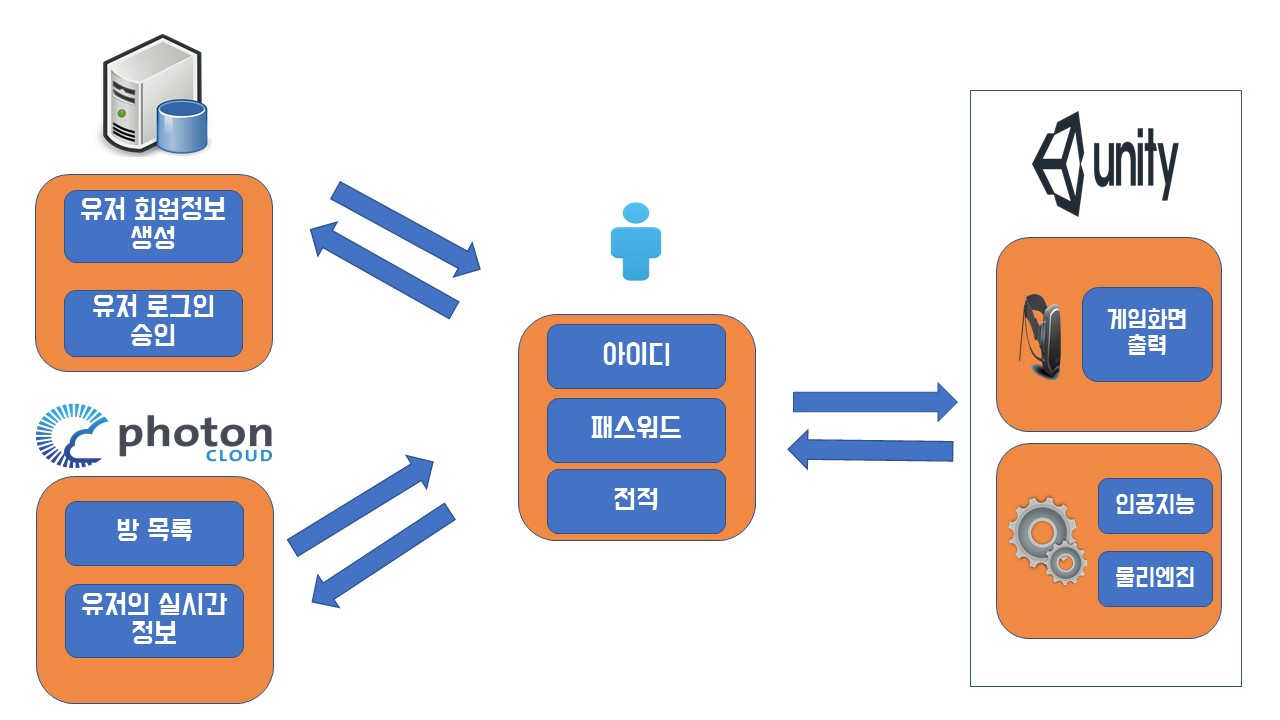 유저 회원정보
생성
유저 로그인
승인
photon
CLOUD
방 목록
유저의 실시간
정보
아이디
패스워드
전적
unity
게임화면
출력
인공지능
물리엔진